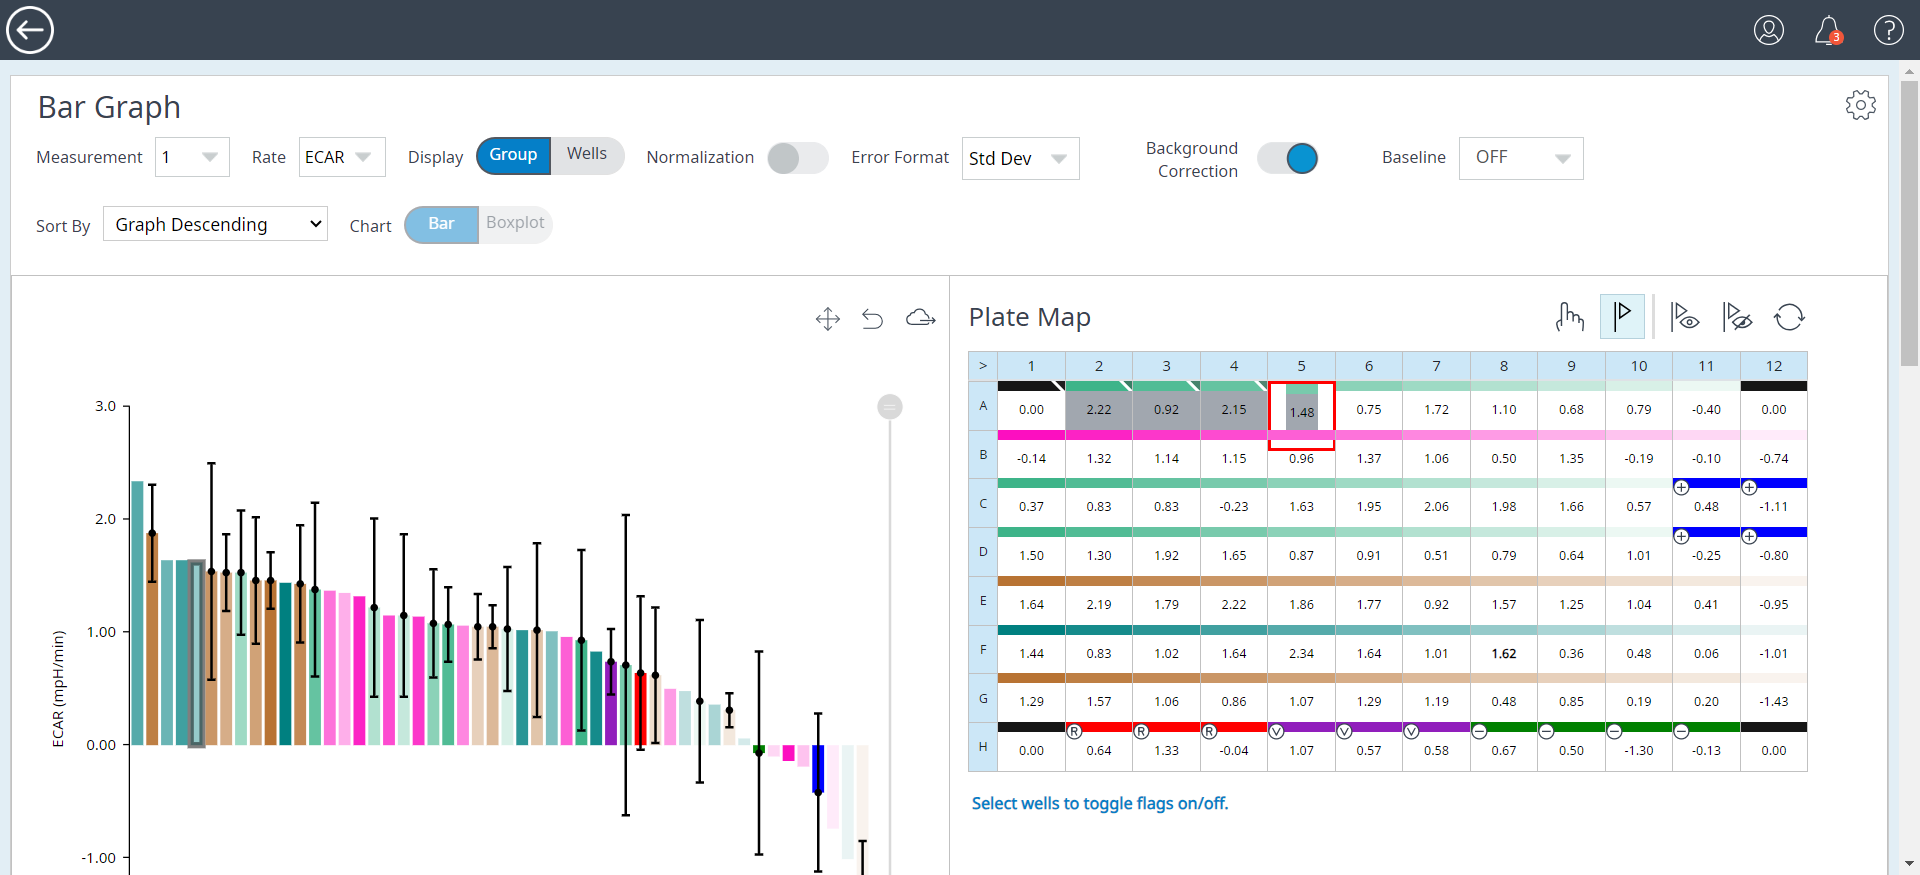 3
Bar Graph
Measurement 1 Rate ECAR Display Group Wells Normalization Error Format Std Dev Background Correction Baseline OFF
Sort By Graph Descending Chart Bar Boxplot
Plate Map
> 1 2 3 4 5 6 7 8 9 10 11 12
A 0.00 2.22 0.92 2.15 1.48 0.75 1.72 1.10 0.68 0.79 -0.40 0.00
B -0.14 1.32 1.14 1.15 0.96 1.37 1.06 0.50 1.35 -0.19 -0.10 -0.74
C 0.37 0.83 0.83 -0.23 1.63 1.95 2.06 1.98 1.66 0.57 0.48 -1.11
D 1.50 1.30 1.92 1.65 0.87 0.91 0.51 0.79 0.64 1.01 -0.25 -0.80
E 1.64 2.19 1.79 2.22 1.86 1.77 0.92 1.57 1.25 1.04 0.41 -0.95
F 1.44 0.83 1.02 1.64 2.34 1.64 1.01 1.62 0.36 0.48 0.06 -1.01
G 1.29 1.57 1.06 0.86 1.07 1.29 1.19 0.48 0.85 0.19 0.20 -1.43
R R R V V V
H 0.00 0.64 1.33 -0.04 1.07 0.57 0.58 0.67 0.50 -1.30 -0.13 0.00
Select wells to toggle flags on/off.
ECAR (mpH/min)
3.0
2.0
1.00
0.00
-1.00